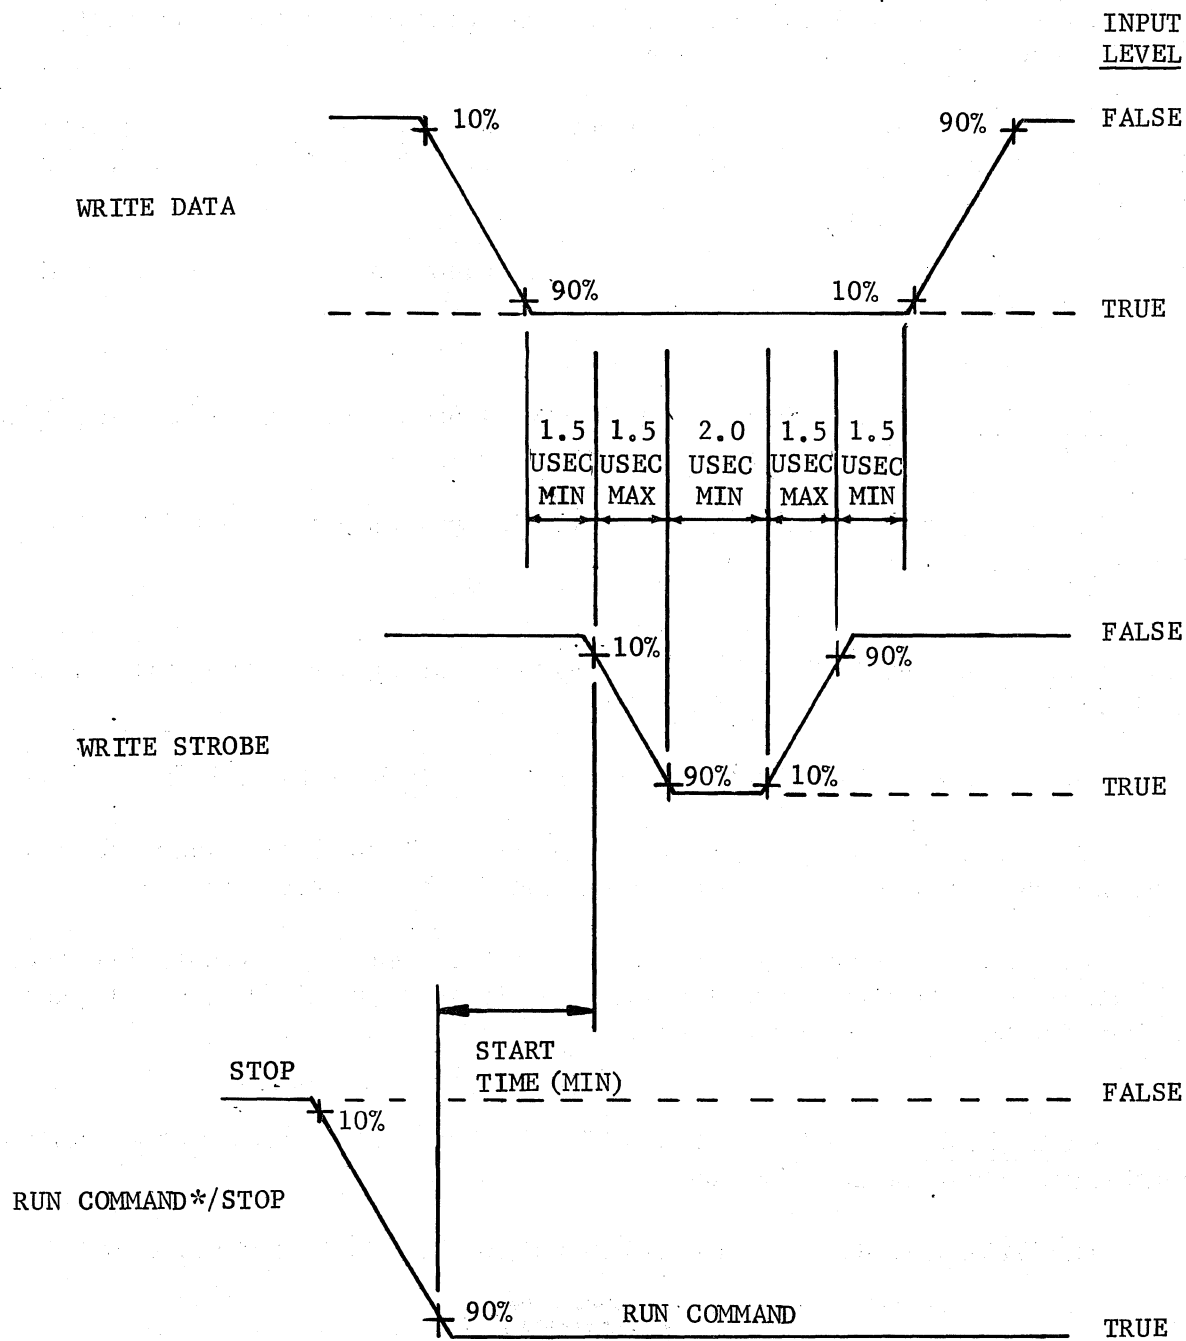 INPUT
LEVEL
10%
90%
FALSE
WRITE DATA
90%
10%
TRUE
1.5 USEC MIN
1.5 USEC MAX
2.0 USEC MIN
1.5 USEC MAX
1.5 USEC MIN
FALSE
10%
90%
WRITE STROBE
90%
10%
TRUE
START
TIME (MIN)
STOP
FALSE
10%
RUN COMMAND*/STOP
90%
RUN COMMAND
TRUE